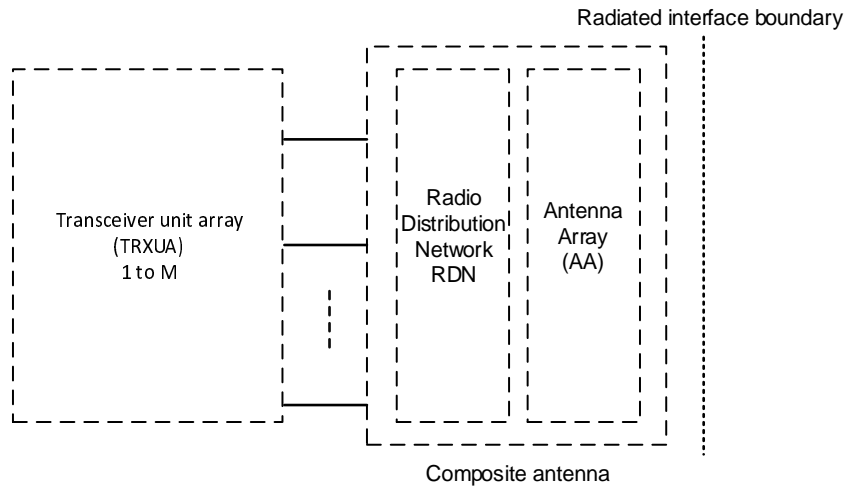 Radiated interface boundary
Transceiver unit array
(TRXUA)
1 to M
Radio
Distribution
Network
RDN
Antenna
Array
(AA)
Composite antenna